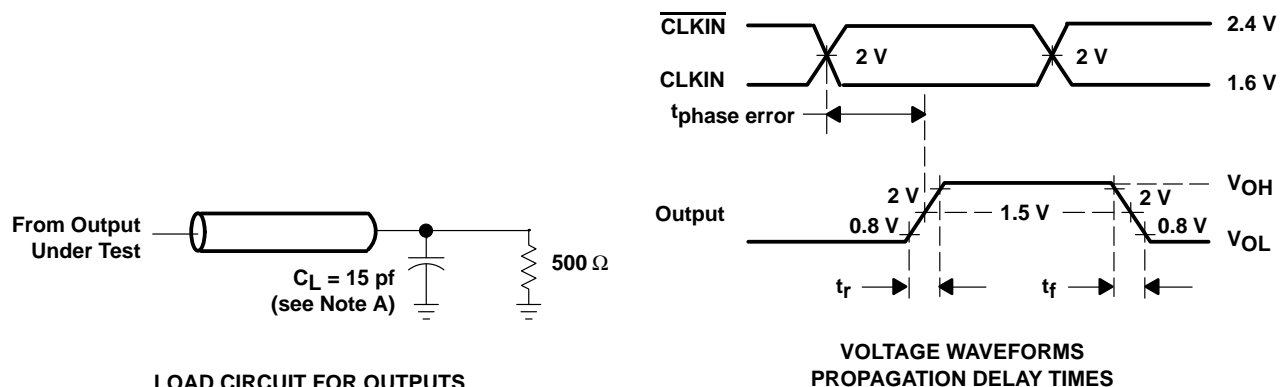 From Output
Under Test
CL = 15 pf
(see Note A)
500 Ω
LOAD CIRCUIT FOR OUTPUTS
CLKIN
CLKIN
2 V
2 V
2.4 V
1.6 V
tphase error
Output
2 V
0.8 V
1.5 V
2 V
0.8 V
VOH
VOL
tr
tf
VOLTAGE WAVEFORMS
PROPAGATION DELAY TIMES